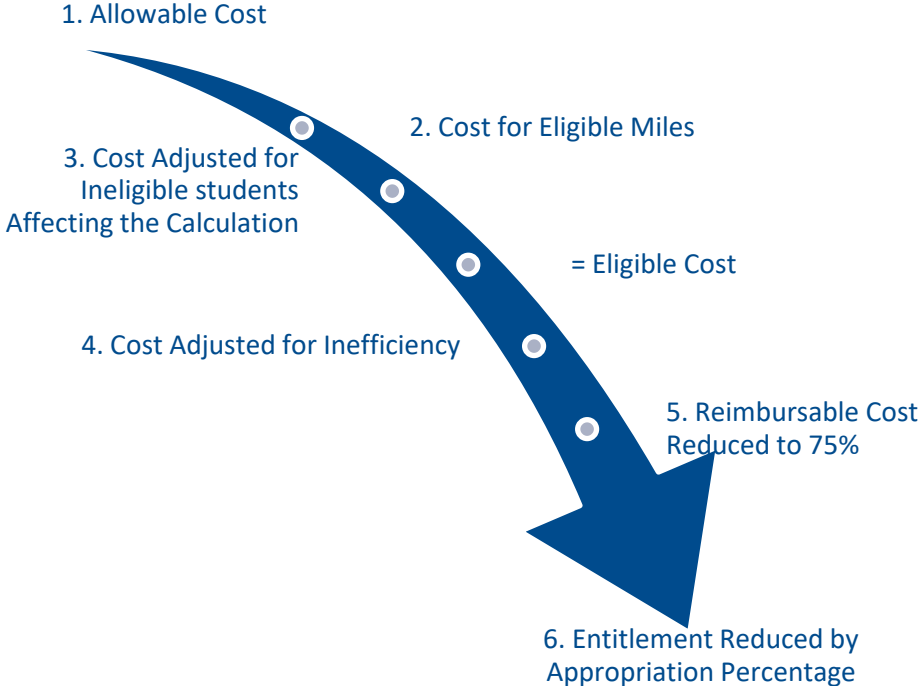 1. Allowable Cost
2. Cost for Eligible Miles
3. Cost Adjusted for
Ineligible students
Affecting the Calculation
= Eligible Cost
4. Cost Adjusted for Inefficiency
5. Reimbursable Cost
Reduced to 75%
6. Entitlement Reduced by
Appropriation Percentage